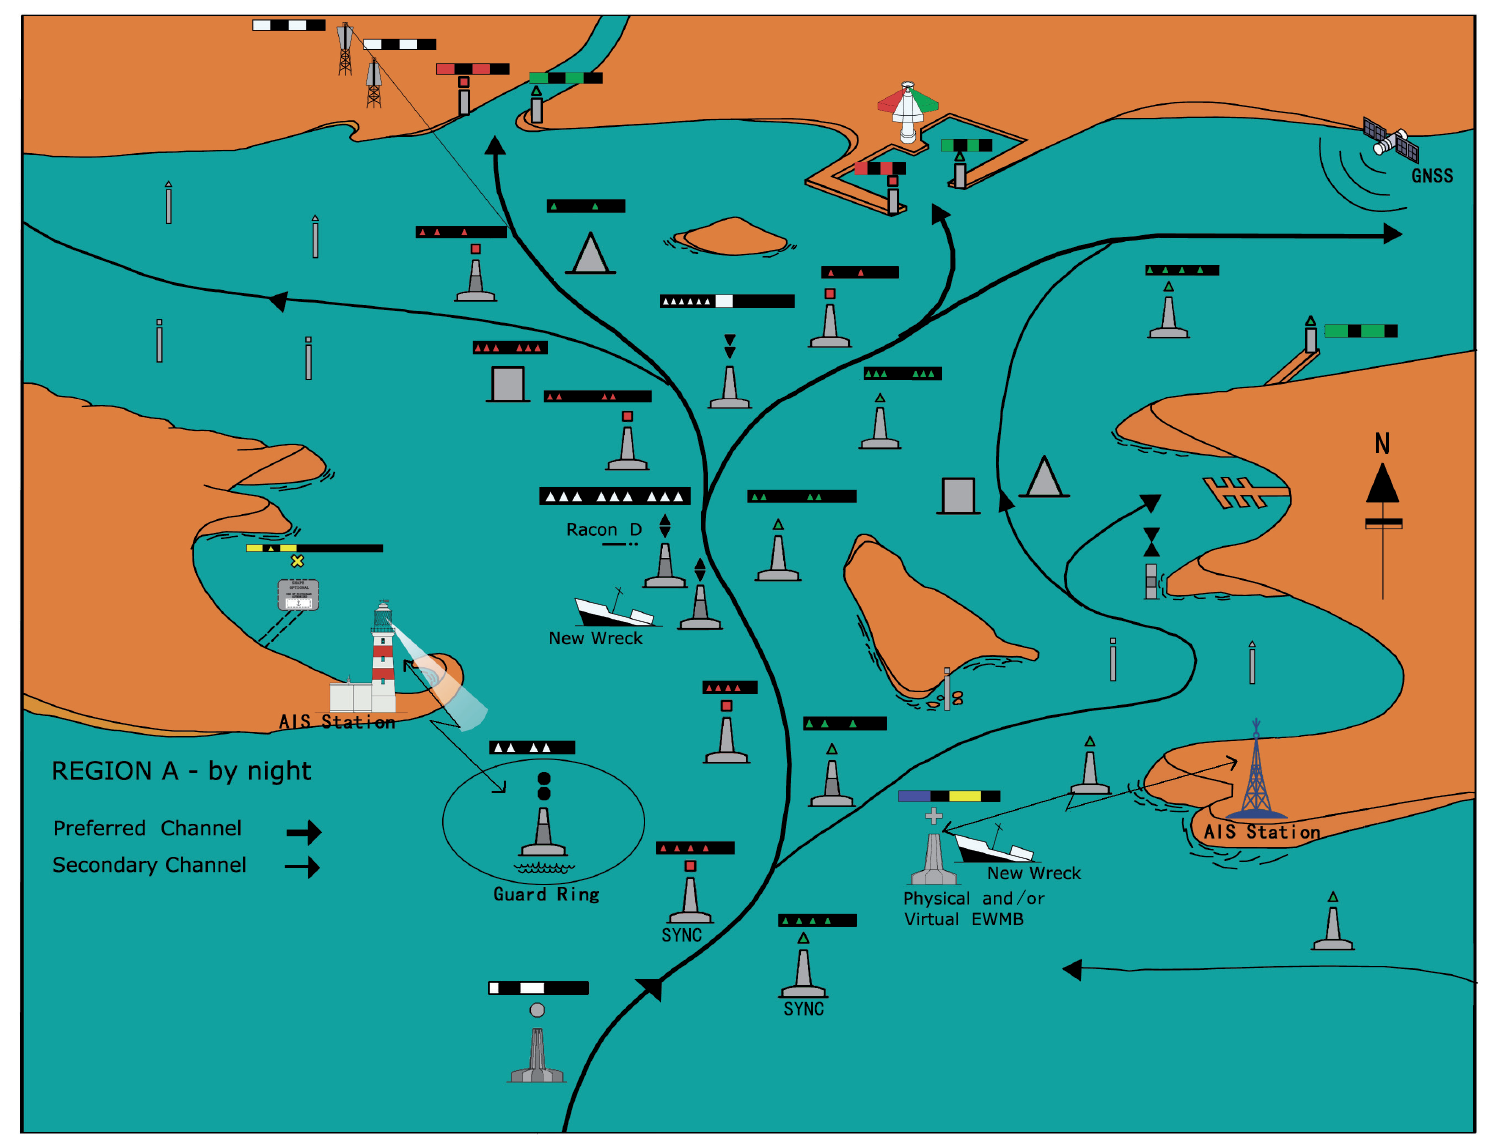 GNSS
N
Racon D
New Wreck
AIS Station
REGION A - by night
Preferred Channel
Secondary Channel
Guard Ring
SYNC
SYNC
New Wreck
Physical and/or
Virtual EWMB
AIS Station